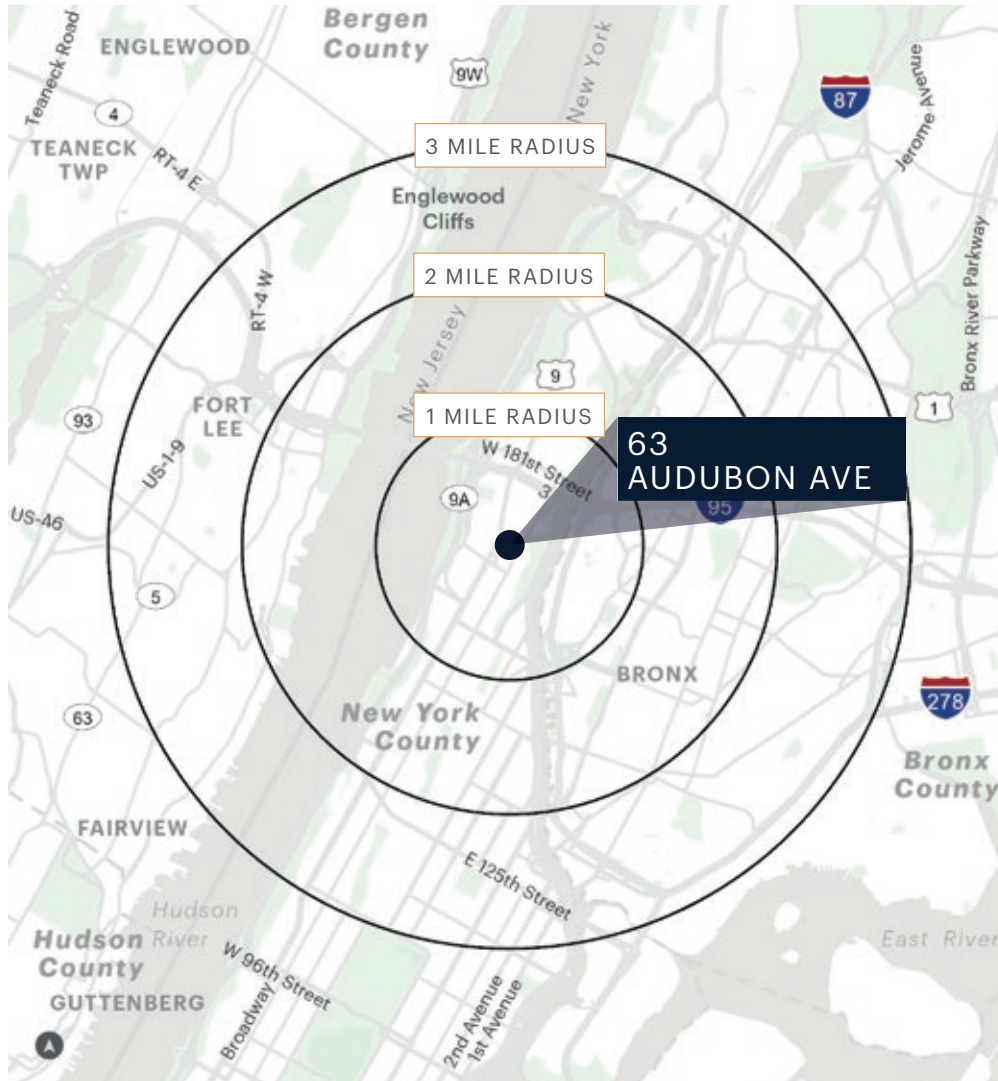 Bergen
County
ENGLEWOOD
Teaneck Road
9W
New York
87
Jerome Avenue
4
TEANECK
TWP
RT-4 E
3 MILE RADIUS
Englewood
Cliffs
Bronx River Parkway
2 MILE RADIUS
RT-4 W
New Jersey
9
1
93
FORT
LEE
1 MILE RADIUS
63
AUDUBON AVE
W 181st Street
3
US-1-9
9A
95
US-46
5
BRONX
63
New York
County
278
Bronx
County
FAIRVIEW
E 125th Street
Hudson
River
Hudson
County
East River
W 96th Street
GUTTENBERG
Broadway
2nd Avenue
1st Avenue